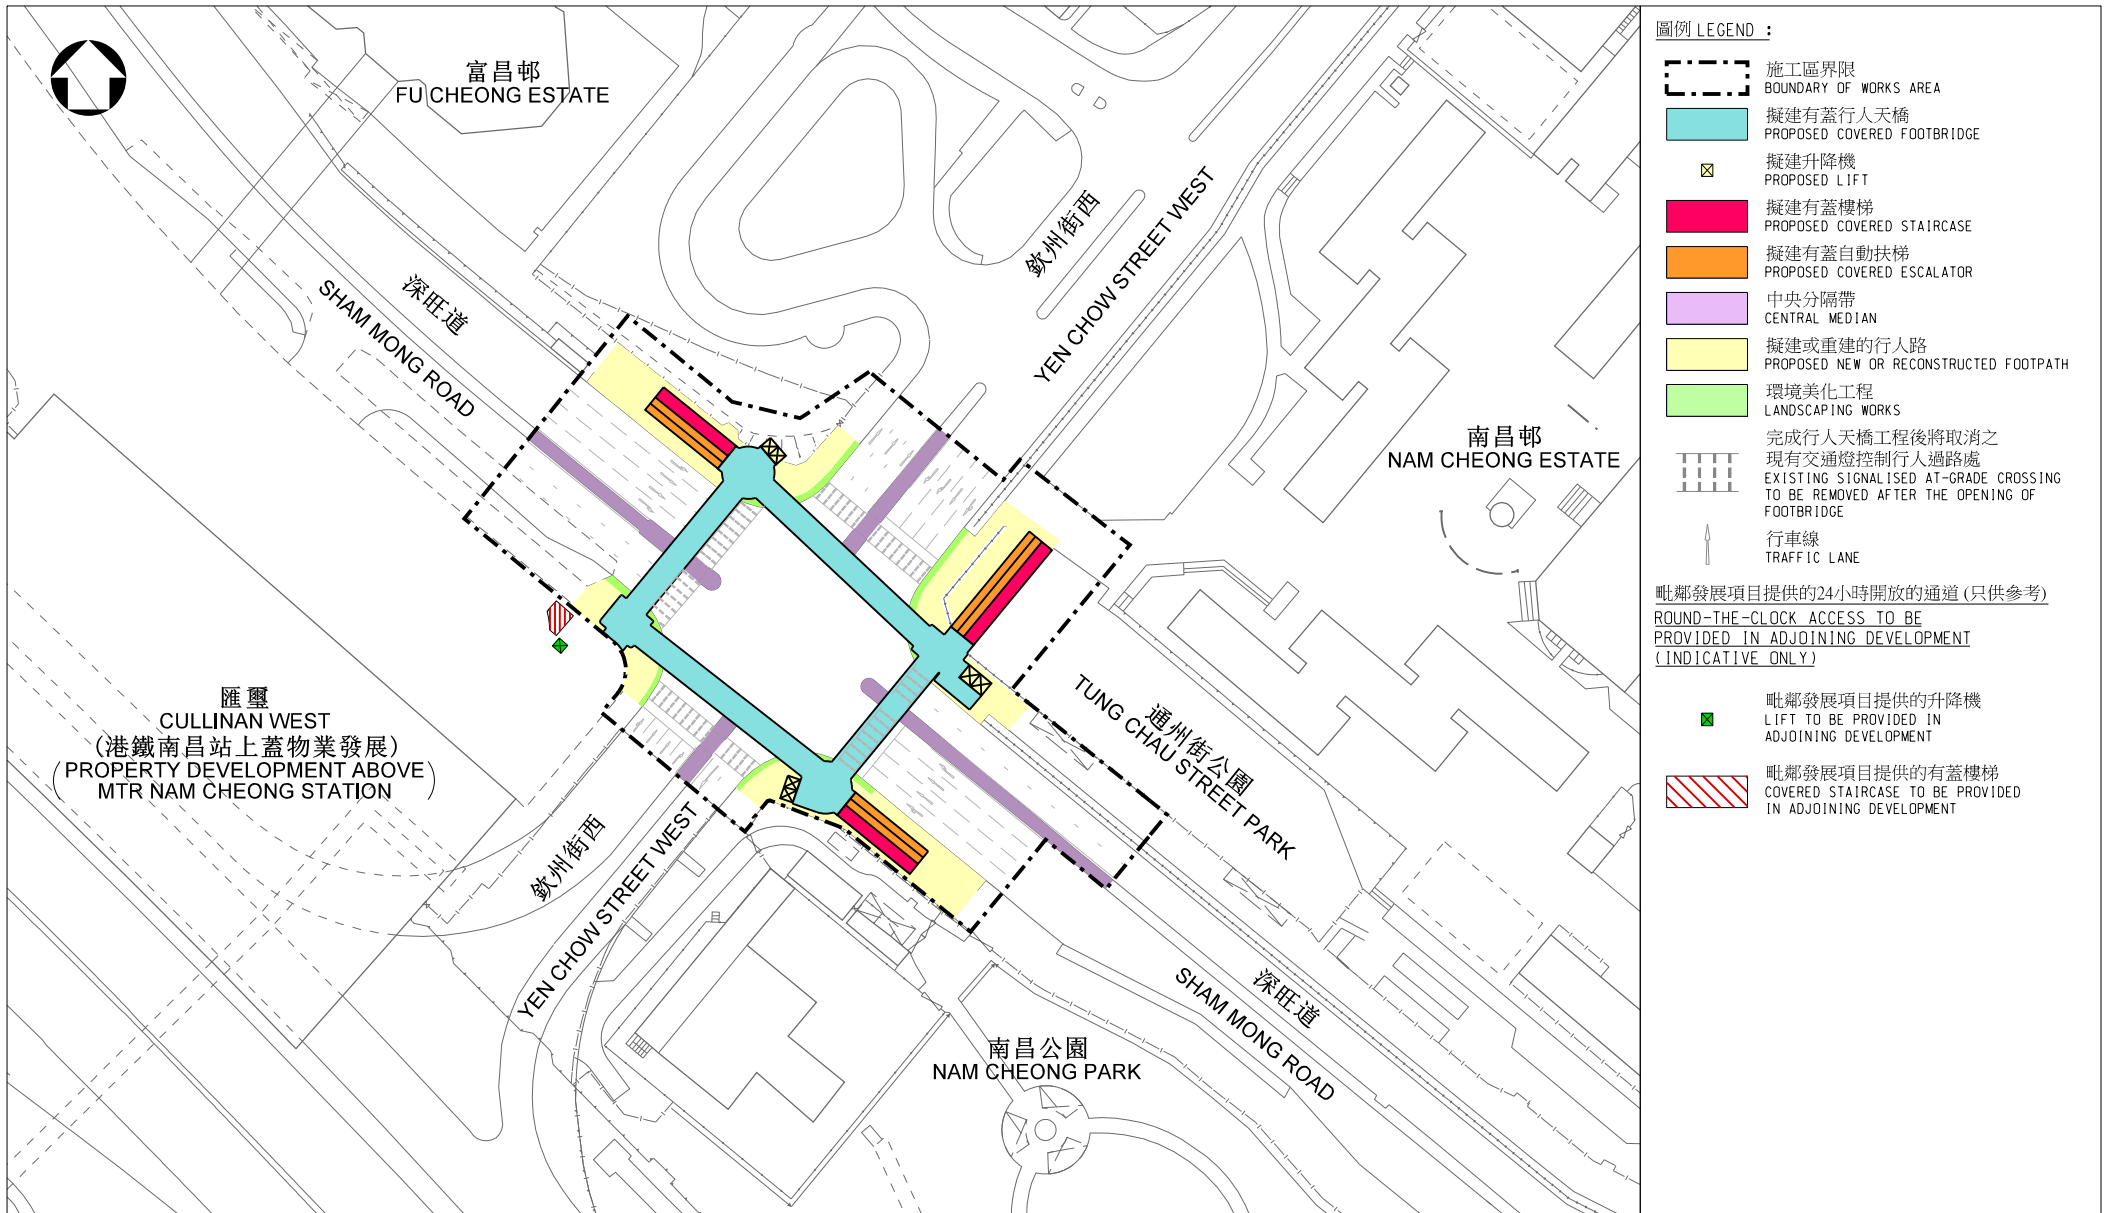 富昌邨
FU CHEONG ESTATE
深旺道
SHAM MONG ROAD
欽州街西
YEN CHOW STREET WEST
南昌邨
NAM CHEONG ESTATE
匯璽
CULLINAN WEST
(港鐵南昌站上蓋物業發展)
(PROPERTY DEVELOPMENT ABOVE
MTR NAM CHEONG STATION)
欽州街西
YEN CHOW STREET WEST
通州街公園
TUNG CHAU STREET PARK
深旺道
SHAM MONG ROAD
南昌公園
NAM CHEONG PARK
圖例 LEGEND :
施工區界限
BOUNDARY OF WORKS AREA
擬建有蓋行人天橋
PROPOSED COVERED FOOTBRIDGE
擬建升降機
PROPOSED LIFT
擬建有蓋樓梯
PROPOSED COVERED STAIRCASE
擬建有蓋自動扶梯
PROPOSED COVERED ESCALATOR
中央分隔帶
CENTRAL MEDIAN
擬建或重建的行人路
PROPOSED NEW OR RECONSTRUCTED FOOTPATH
環境美化工程
LANDSCAPING WORKS
完成行人天橋工程後將取消之
現有交通燈控制行人過路處
EXISTING SIGNALISED AT-GRADE CROSSING
TO BE REMOVED AFTER THE OPENING OF
FOOTBRIDGE
行車線
TRAFFIC LANE
毗鄰發展項目提供的24小時開放的通道 (只供參考)
ROUND-THE-CLOCK ACCESS TO BE
PROVIDED IN ADJOINING DEVELOPMENT
(INDICATIVE ONLY)
毗鄰發展項目提供的升降機
LIFT TO BE PROVIDED IN
ADJOINING DEVELOPMENT
毗鄰發展項目提供的有蓋樓梯
COVERED STAIRCASE TO BE PROVIDED
IN ADJOINING DEVELOPMENT